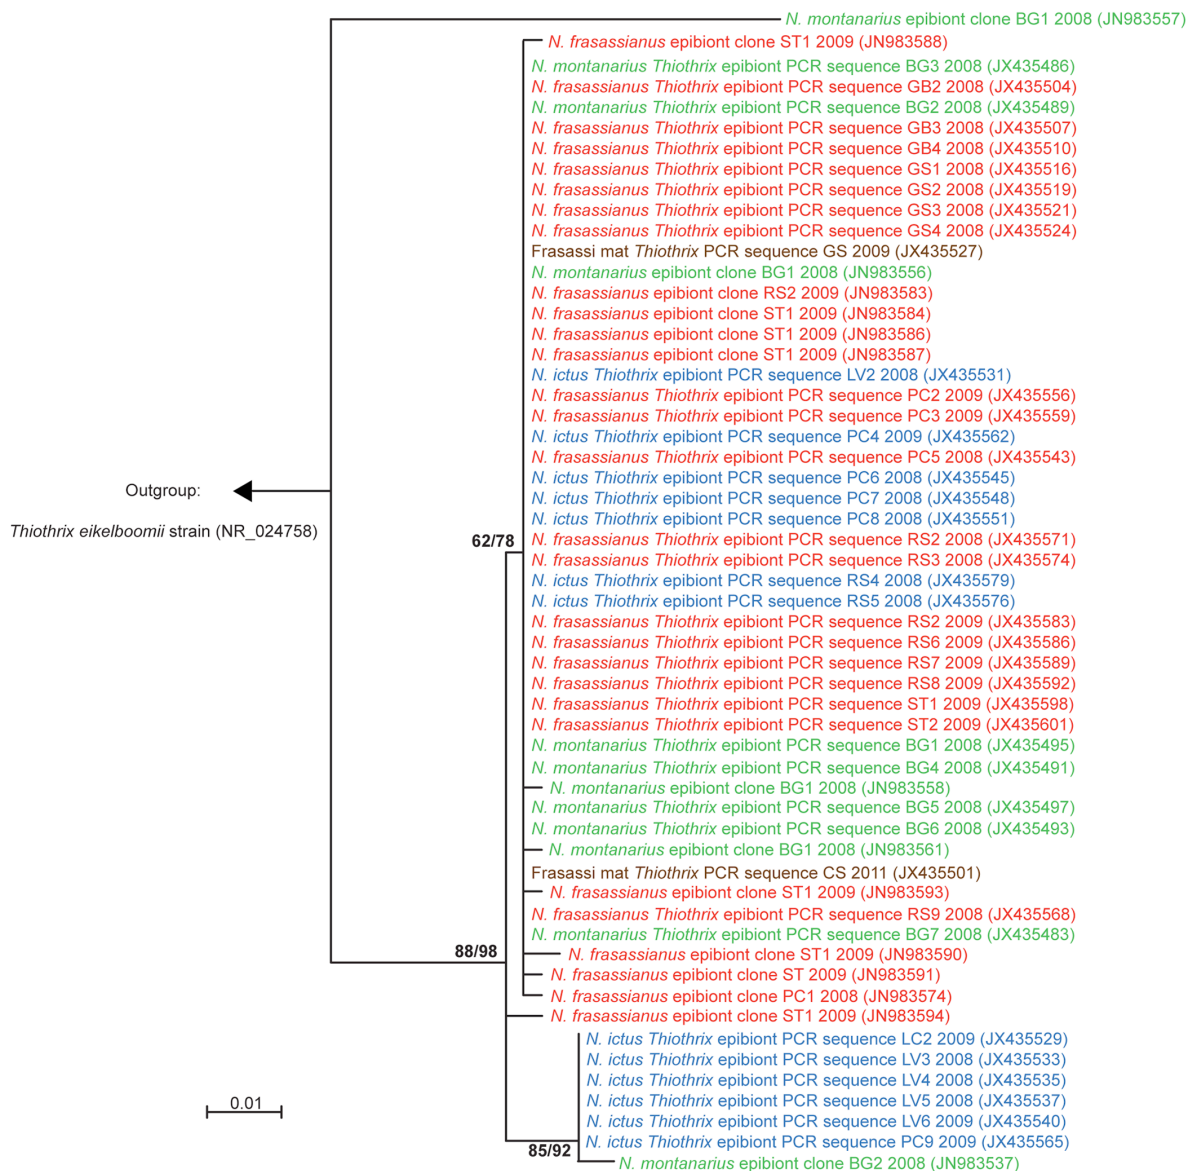 N. montanarius epibiont clone BG1 2008 (JN983557)
N. frasassianus epibiont clone ST1 2009 (JN983588)
N. montanarius Thiothrix epibiont PCR sequence BG3 2008 (JX435486)
N. frasassianus Thiothrix epibiont PCR sequence GB2 2008 (JX435504)
N. montanarius Thiothrix epibiont PCR sequence BG2 2008 (JX435489)
N. frasassianus Thiothrix epibiont PCR sequence GB3 2008 (JX435507)
N. frasassianus Thiothrix epibiont PCR sequence GB4 2008 (JX435510)
N. frasassianus Thiothrix epibiont PCR sequence GS1 2008 (JX435516)
N. frasassianus Thiothrix epibiont PCR sequence GS2 2008 (JX435519)
N. frasassianus Thiothrix epibiont PCR sequence GS3 2008 (JX435521)
N. frasassianus Thiothrix epibiont PCR sequence GS4 2008 (JX435524)
Frasassi mat Thiothrix PCR sequence GS 2009 (JX435527)
N. montanarius epibiont clone BG1 2008 (JN983556)
N. frasassianus epibiont clone RS2 2009 (JN983583)
N. frasassianus epibiont clone ST1 2009 (JN983584)
N. frasassianus epibiont clone ST1 2009 (JN983586)
N. frasassianus epibiont clone ST1 2009 (JN983587)
N. ictus Thiothrix epibiont PCR sequence LV2 2008 (JX435531)
N. frasassianus Thiothrix epibiont PCR sequence PC2 2009 (JX435556)
N. frasassianus Thiothrix epibiont PCR sequence PC3 2009 (JX435559)
N. ictus Thiothrix epibiont PCR sequence PC4 2009 (JX435562)
N. frasassianus Thiothrix epibiont PCR sequence PC5 2008 (JX435543)
N. ictus Thiothrix epibiont PCR sequence PC6 2008 (JX435545)
Outgroup:
N. ictus Thiothrix epibiont PCR sequence PC7 2008 (JX435548)
N. ictus Thiothrix epibiont PCR sequence PC8 2008 (JX435551)
Thiothrix eikelboomii strain (NR_024758)
62/78
N. frasassianus Thiothrix epibiont PCR sequence RS2 2008 (JX435571)
N. frasassianus Thiothrix epibiont PCR sequence RS3 2008 (JX435574)
N. ictus Thiothrix epibiont PCR sequence RS4 2008 (JX435579)
N. ictus Thiothrix epibiont PCR sequence RS5 2008 (JX435576)
N. frasassianus Thiothrix epibiont PCR sequence RS2 2009 (JX435583)
N. frasassianus Thiothrix epibiont PCR sequence RS6 2009 (JX435586)
N. frasassianus Thiothrix epibiont PCR sequence RS7 2009 (JX435589)
N. frasassianus Thiothrix epibiont PCR sequence RS8 2009 (JX435592)
N. frasassianus Thiothrix epibiont PCR sequence ST1 2009 (JX435598)
N. frasassianus Thiothrix epibiont PCR sequence ST2 2009 (JX435601)
N. montanarius Thiothrix epibiont PCR sequence BG1 2008 (JX435495)
N. montanarius Thiothrix epibiont PCR sequence BG4 2008 (JX435491)
N. montanarius epibiont clone BG1 2008 (JN983558)
N. montanarius Thiothrix epibiont PCR sequence BG5 2008 (JX435497)
N. montanarius Thiothrix epibiont PCR sequence BG6 2008 (JX435493)
N. montanarius epibiont clone BG1 2008 (JN983561)
Frasassi mat Thiothrix PCR sequence CS 2011 (JX435501)
N. frasassianus epibiont clone ST1 2009 (JN983593)
N. frasassianus Thiothrix epibiont PCR sequence RS9 2008 (JX435568)
N. montanarius Thiothrix epibiont PCR sequence BG7 2008 (JX435483)
88/98
N. frasassianus epibiont clone ST1 2009 (JN983590)
N. frasassianus epibiont clone ST 2009 (JN983591)
N. frasassianus epibiont clone PC1 2008 (JN983574)
N. frasassianus epibiont clone ST1 2009 (JN983594)
N. ictus Thiothrix epibiont PCR sequence LC2 2009 (JX435529)
N. ictus Thiothrix epibiont PCR sequence LV3 2008 (JX435533)
N. ictus Thiothrix epibiont PCR sequence LV4 2008 (JX435535)
N. ictus Thiothrix epibiont PCR sequence LV5 2008 (JX435537)
0.01
N. ictus Thiothrix epibiont PCR sequence LV6 2009 (JX435540)
N. ictus Thiothrix epibiont PCR sequence PC9 2009 (JX435565)
85/92
N. montanarius epibiont clone BG2 2008 (JN983537)